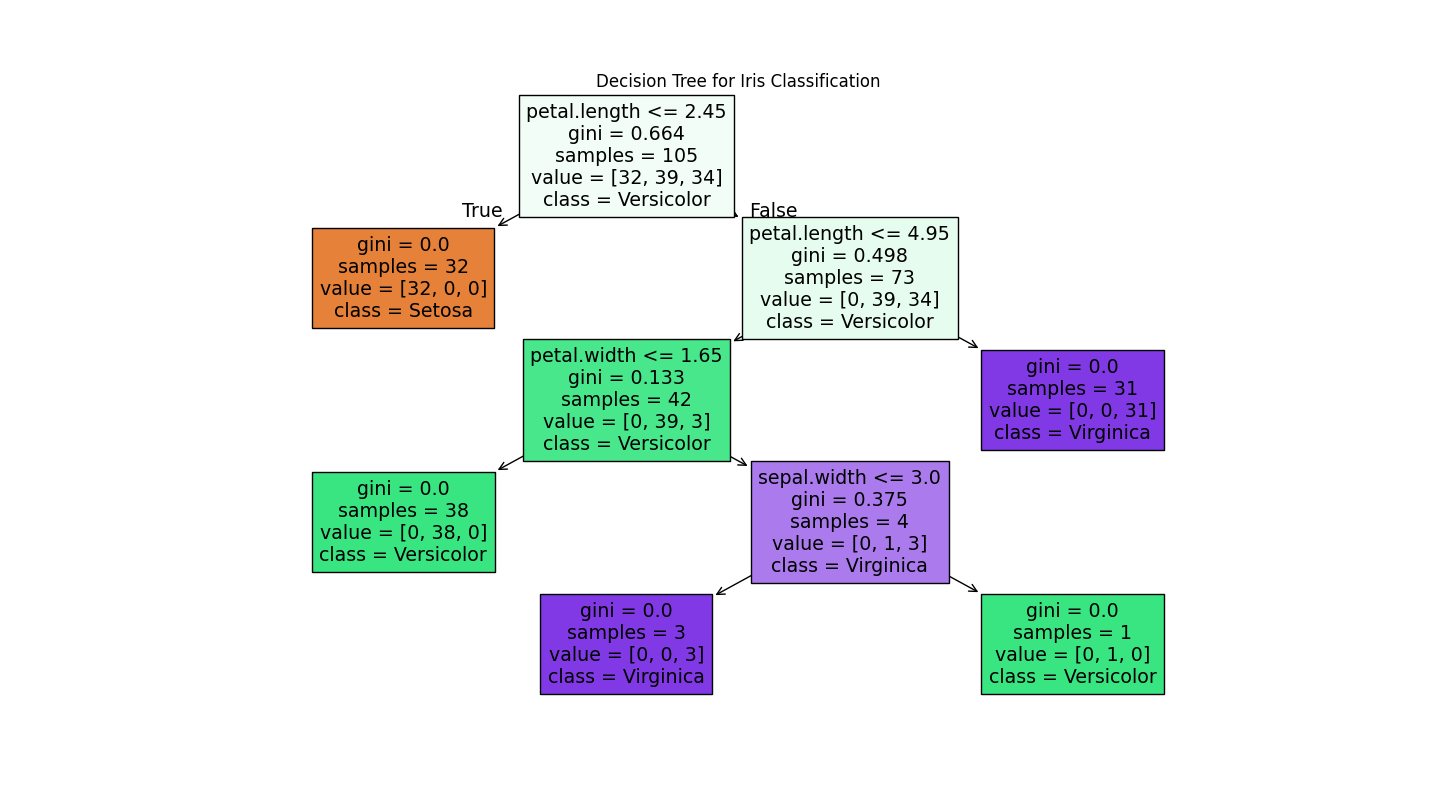 Decision Tree for Iris Classification
petal.length <= 2.45
gini = 0.664
samples = 105
value = [32, 39, 34]
class = Versicolor
True
False
gini = 0.0
samples = 32
value = [32, 0, 0]
class = Setosa
petal.length <= 4.95
gini = 0.498
samples = 73
value = [0, 39, 34]
class = Versicolor
petal.width <= 1.65
gini = 0.133
samples = 42
value = [0, 39, 3]
class = Versicolor
gini = 0.0
samples = 31
value = [0, 0, 31]
class = Virginica
gini = 0.0
samples = 38
value = [0, 38, 0]
class = Versicolor
sepal.width <= 3.0
gini = 0.375
samples = 4
value = [0, 1, 3]
class = Virginica
gini = 0.0
samples = 3
value = [0, 0, 3]
class = Virginica
gini = 0.0
samples = 1
value = [0, 1, 0]
class = Versicolor